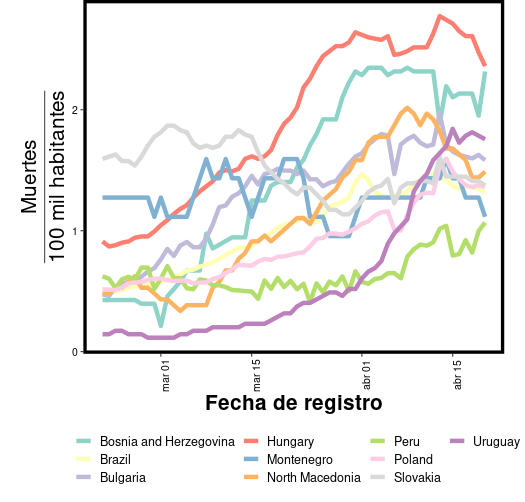 Muertes
100 mil habitantes
2
1
0
mar 01
mar 15
abr 01
abr 15
Fecha de registro
Bosnia and Herzegovina
Hungary
Peru
Uruguay
Brazil
Montenegro
Poland
Bulgaria
North Macedonia
Slovakia